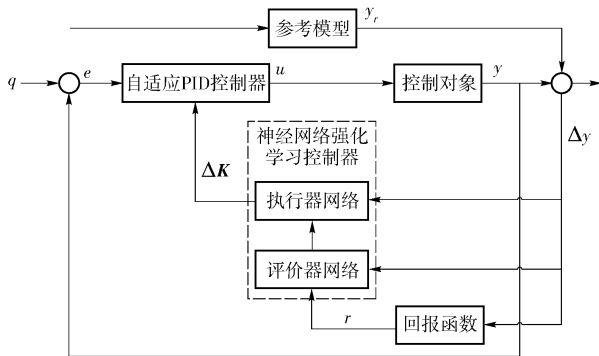 参考模型
y_r
q
e
自适应PID控制器
u
控制对象
y
Δy
神经网络强化
学习控制器
ΔK
执行器网络
评价器网络
r
回报函数